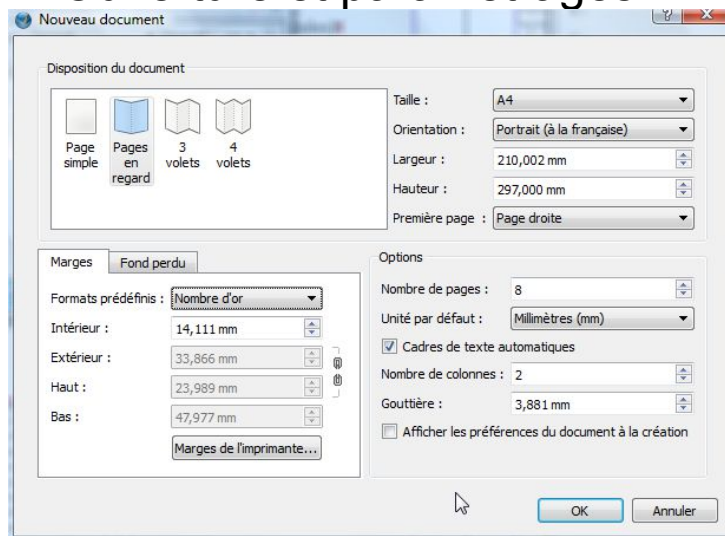 Nouveau document
Disposition du document
Page simple
Pages en regard
3 volets
4 volets
Taille : A4
Orientation : Portrait (à la française)
Largeur : 210,002 mm
Hauteur : 297,000 mm
Première page : Page droite
Marges Fond perdu
Formats prédéfinis : Nombre d'or
Intérieur : 14,111 mm
Extérieur : 33,866 mm
Haut : 23,989 mm
Bas : 47,977 mm
Marges de l'imprimante...
Options
Nombre de pages : 8
Unité par défaut : Millimètres (mm)
Cadres de texte automatiques
Nombre de colonnes : 2
Gouttière : 3,881 mm
Afficher les préférences du document à la création
OK Annuler